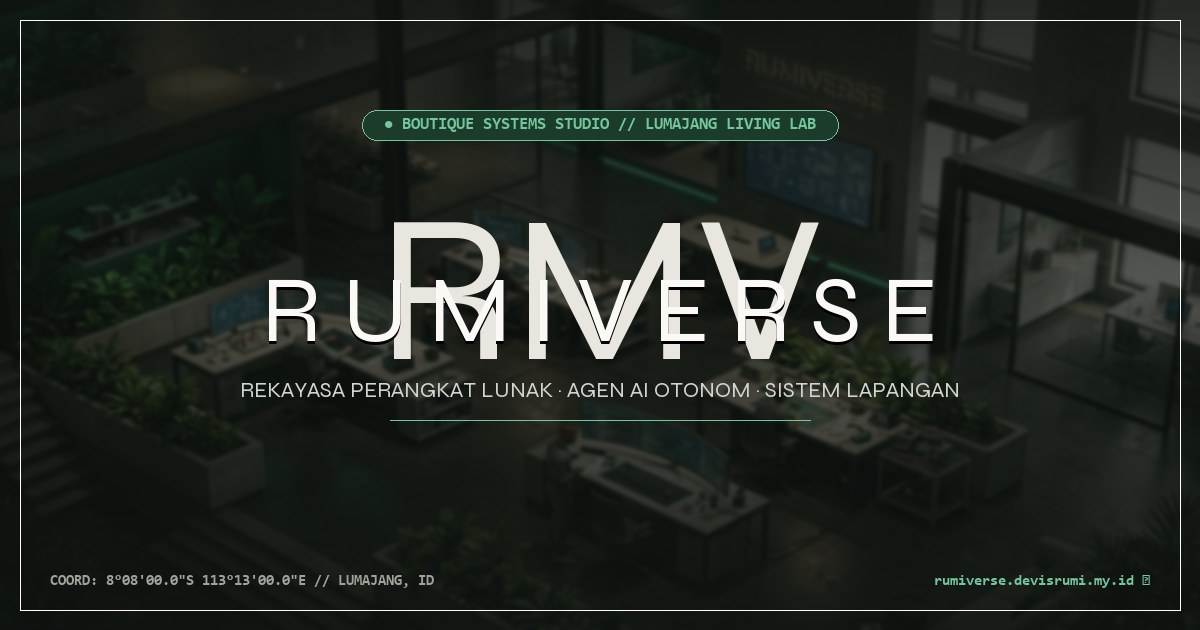 RUMIVERSE
● BOUTIQUE SYSTEMS STUDIO // LUMAJANG LIVING LAB
RMV
RUMIVERSE
REKAYASA PERANGKAT LUNAK · AGEN AI OTONOM · SISTEM LAPANGAN
COORD: 8°08'00.0"S 113°13'00.0"E // LUMAJANG, ID
rumiverse.devisrumi.my.id